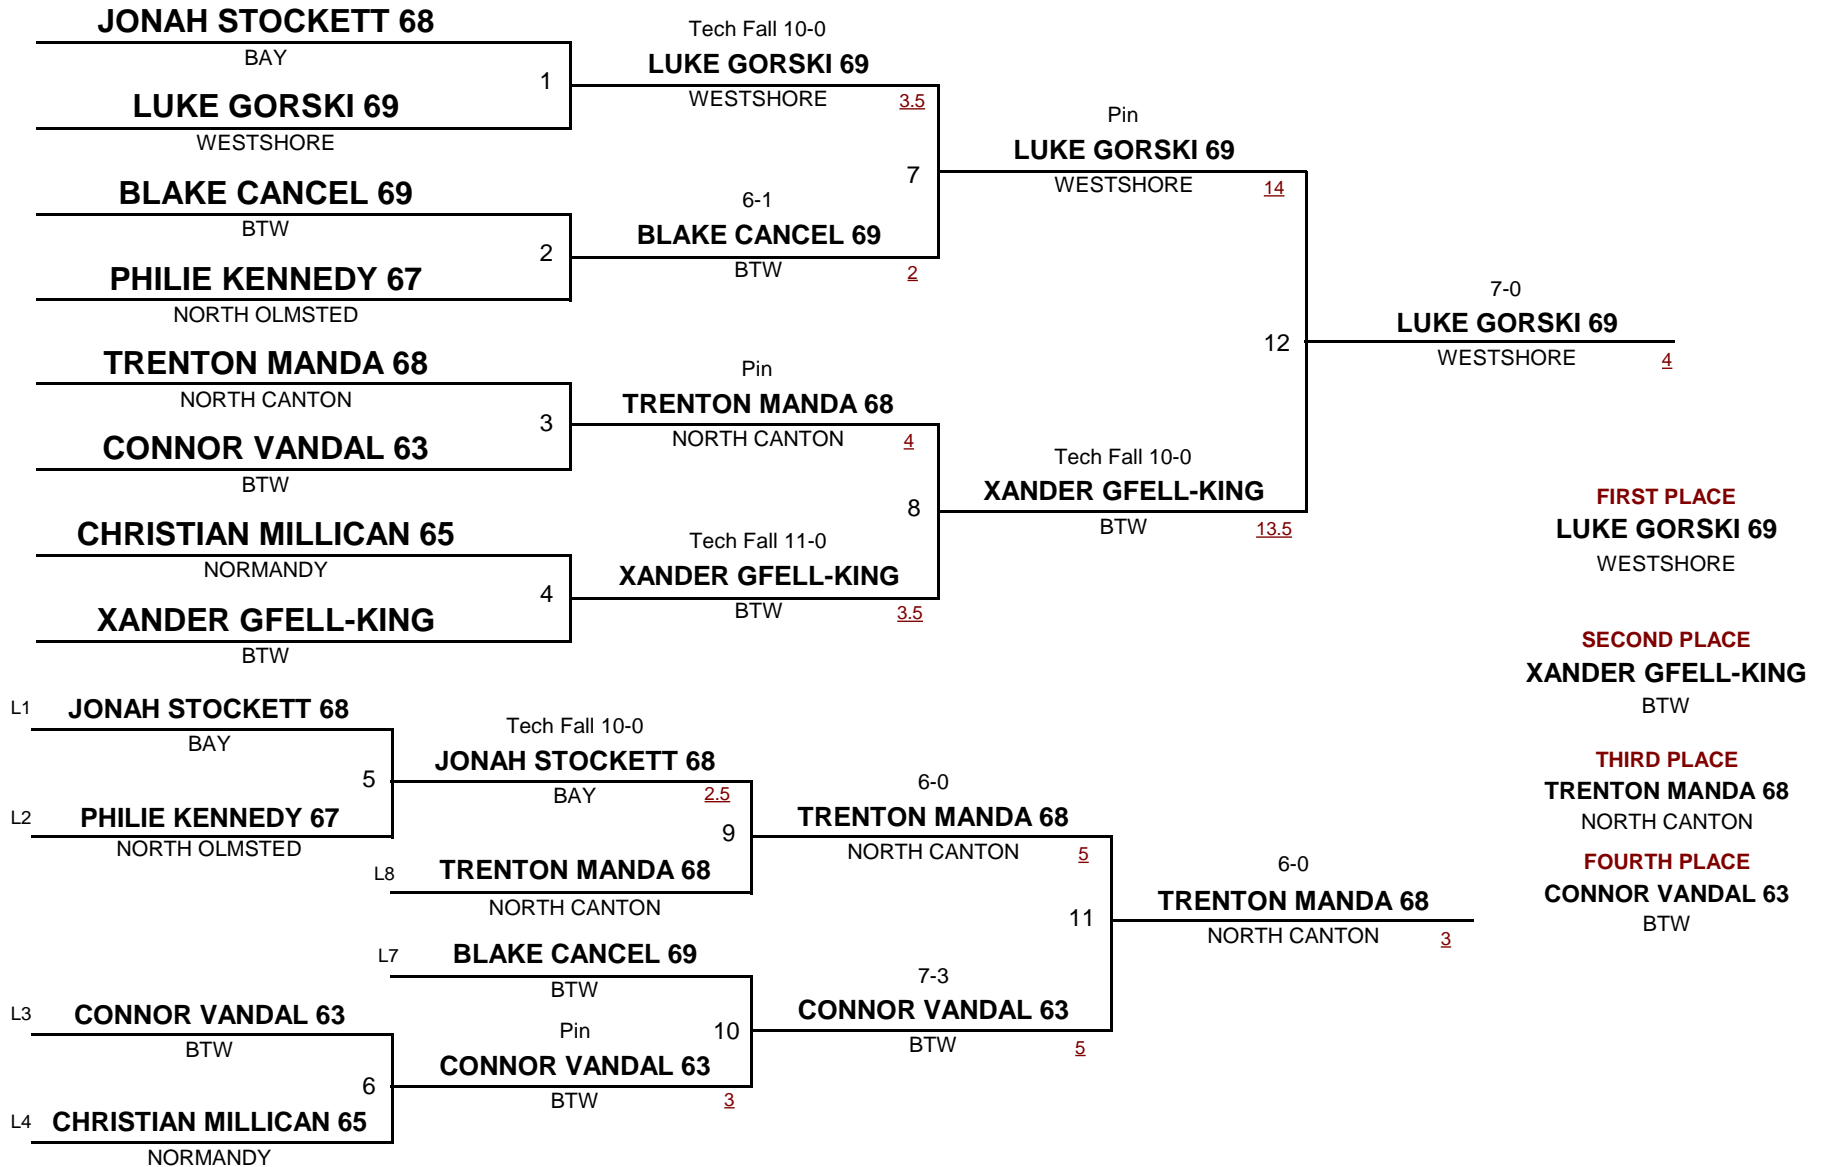 JONAH STOCKETT 68
BAY
1
LUKE GORSKI 69
WESTSHORE
Tech Fall 10-0
LUKE GORSKI 69
WESTSHORE 3.5
BLAKE CANCEL 69
BTW
2
PHILIE KENNEDY 67
NORTH OLMSTED
6-1
BLAKE CANCEL 69
BTW 2
7
Pin
LUKE GORSKI 69
WESTSHORE 14
TRENTON MANDA 68
NORTH CANTON
3
CONNOR VANDAL 63
BTW
Pin
TRENTON MANDA 68
NORTH CANTON 4
CHRISTIAN MILLICAN 65
NORMANDY
4
XANDER GFELL-KING
BTW
Tech Fall 11-0
XANDER GFELL-KING
BTW 3.5
8
Tech Fall 10-0
XANDER GFELL-KING
BTW 13.5
12
7-0
LUKE GORSKI 69
WESTSHORE 4
FIRST PLACE
LUKE GORSKI 69
WESTSHORE
SECOND PLACE
XANDER GFELL-KING
BTW
THIRD PLACE
TRENTON MANDA 68
NORTH CANTON
FOURTH PLACE
CONNOR VANDAL 63
BTW
L1 JONAH STOCKETT 68
BAY
5
L2 PHILIE KENNEDY 67
NORTH OLMSTED
Tech Fall 10-0
JONAH STOCKETT 68
BAY 2.5
9
L8 TRENTON MANDA 68
NORTH CANTON
6-0
TRENTON MANDA 68
NORTH CANTON 5
L7 BLAKE CANCEL 69
BTW
L3 CONNOR VANDAL 63
BTW
6
L4 CHRISTIAN MILLICAN 65
NORMANDY
Pin
CONNOR VANDAL 63
BTW 3
10
7-3
CONNOR VANDAL 63
BTW 5
11
6-0
TRENTON MANDA 68
NORTH CANTON 3